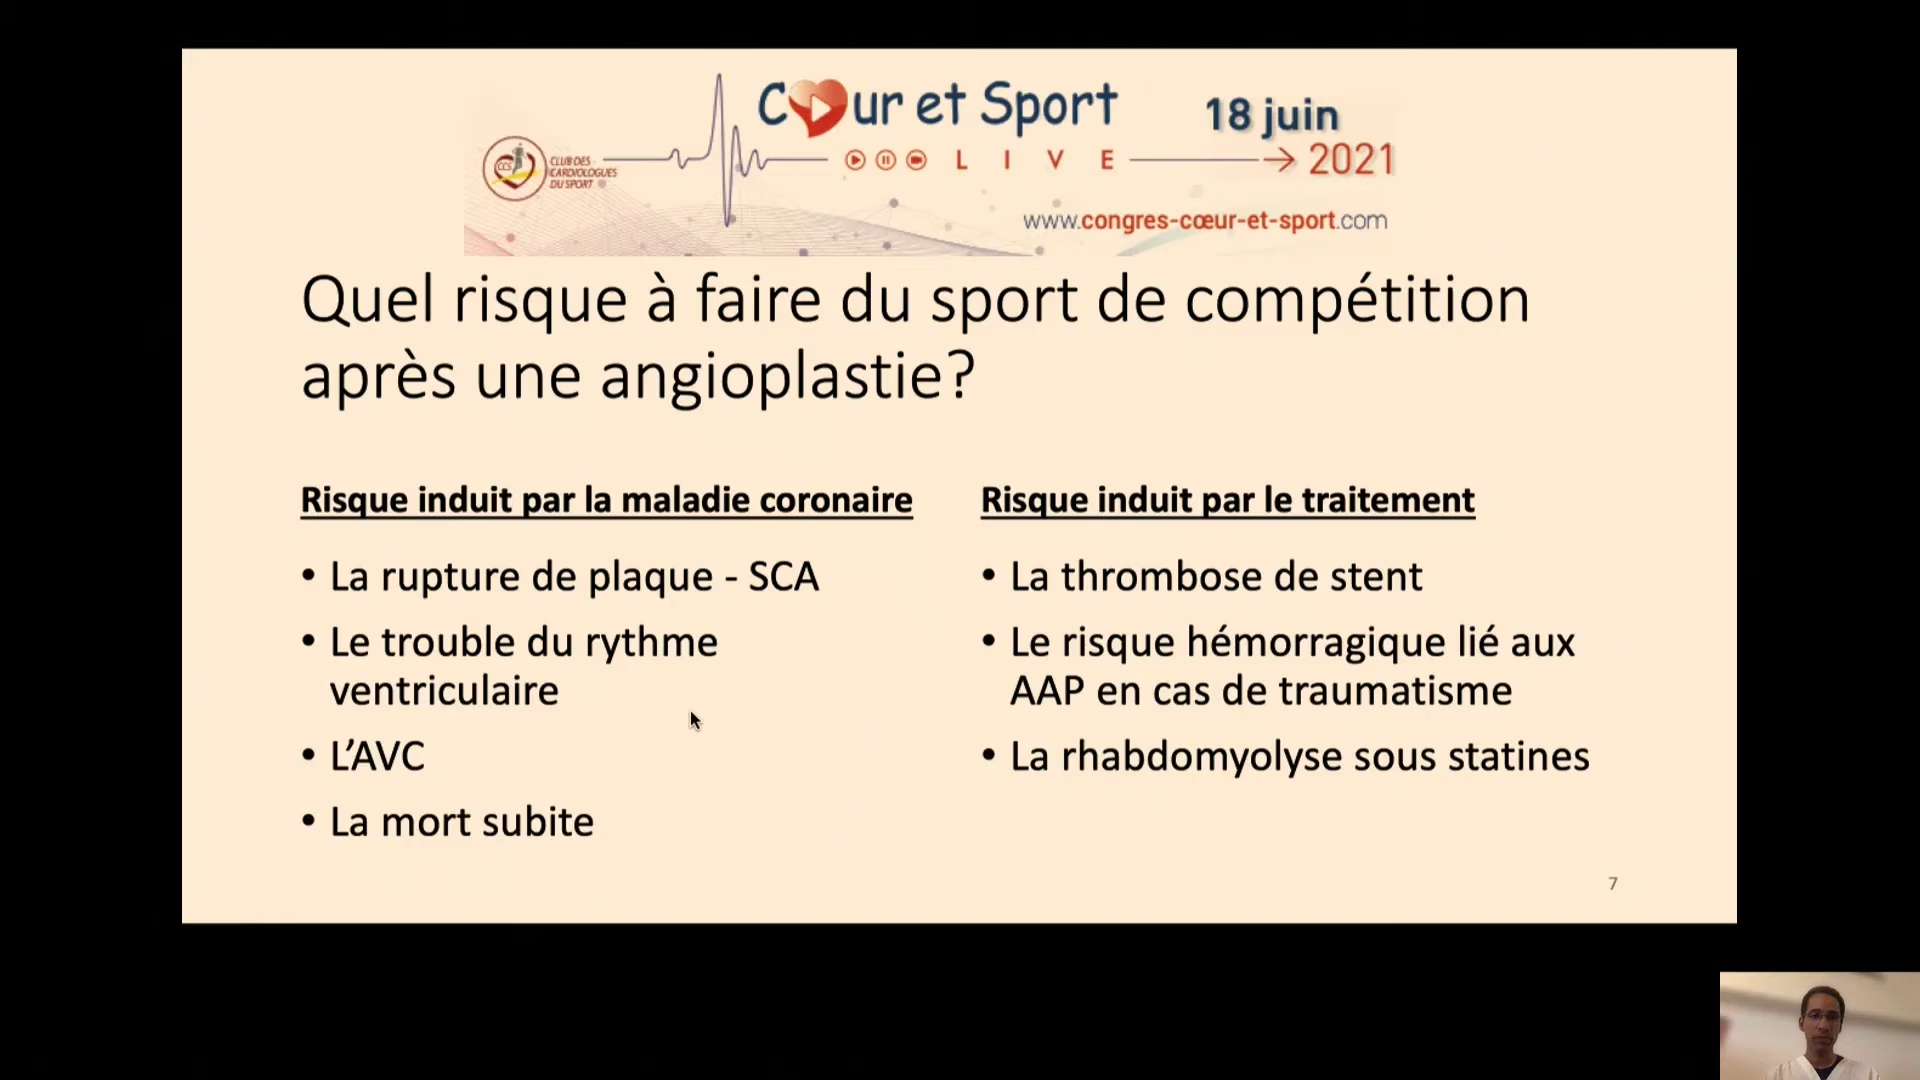 Cœur et Sport
18 juin
CCS
CLUB DES
CARDIOLOGUES
DU SPORT
L I V E
2021
www.congres-cœur-et-sport.com
Quel risque à faire du sport de compétition
après une angioplastie?
Risque induit par la maladie coronaire
• La rupture de plaque - SCA
• Le trouble du rythme
ventriculaire
• L’AVC
• La mort subite
Risque induit par le traitement
• La thrombose de stent
• Le risque hémorragique lié aux
AAP en cas de traumatisme
• La rhabdomyolyse sous statines
7